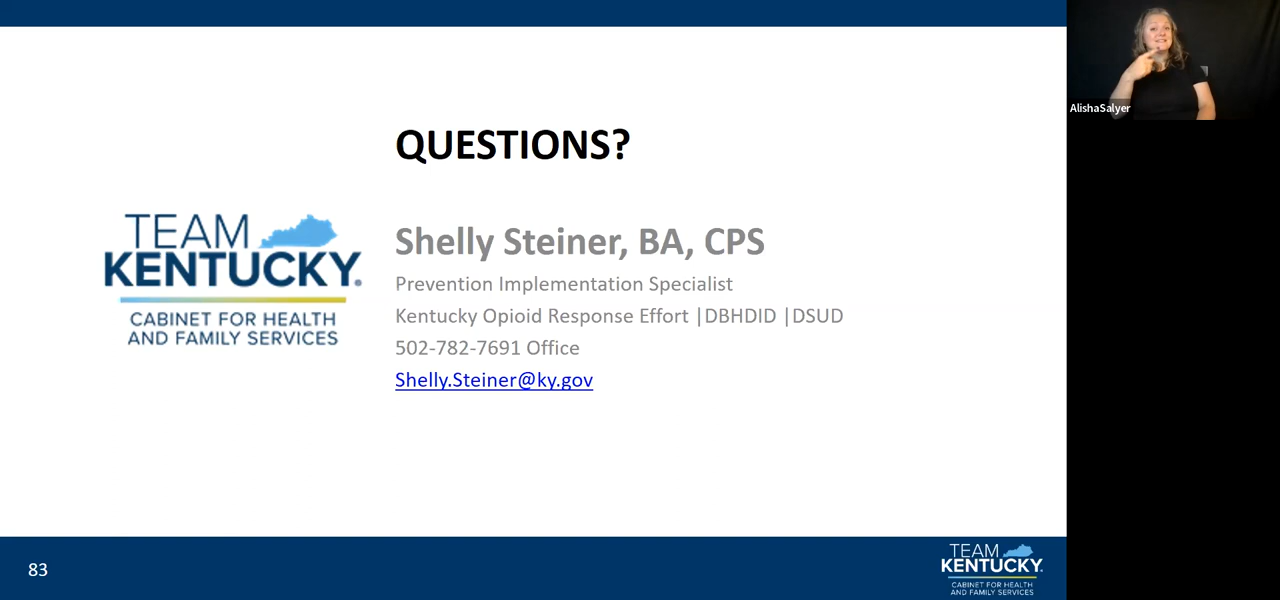 QUESTIONS?
TEAM
KENTUCKY®
CABINET FOR HEALTH
AND FAMILY SERVICES
Shelly Steiner, BA, CPS
Prevention Implementation Specialist
Kentucky Opioid Response Effort |DBHDID |DSUD
502-782-7691 Office
Shelly.Steiner@ky.gov
AlishaSalyer
83
TEAM
KENTUCKY.
CABINET FOR HEALTH
AND FAMILY SERVICES